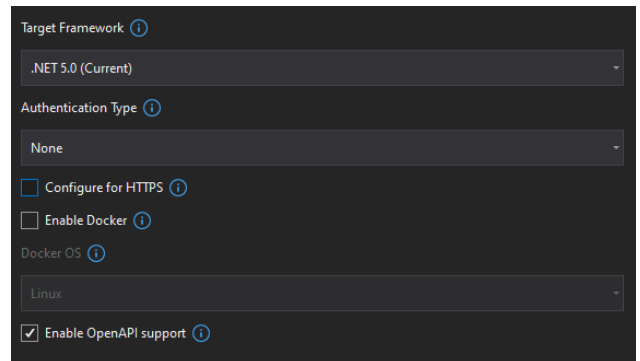 Target Framework
.NET 5.0 (Current)
Authentication Type
None
Configure for HTTPS
Enable Docker
Docker OS
Linux
Enable OpenAPI support